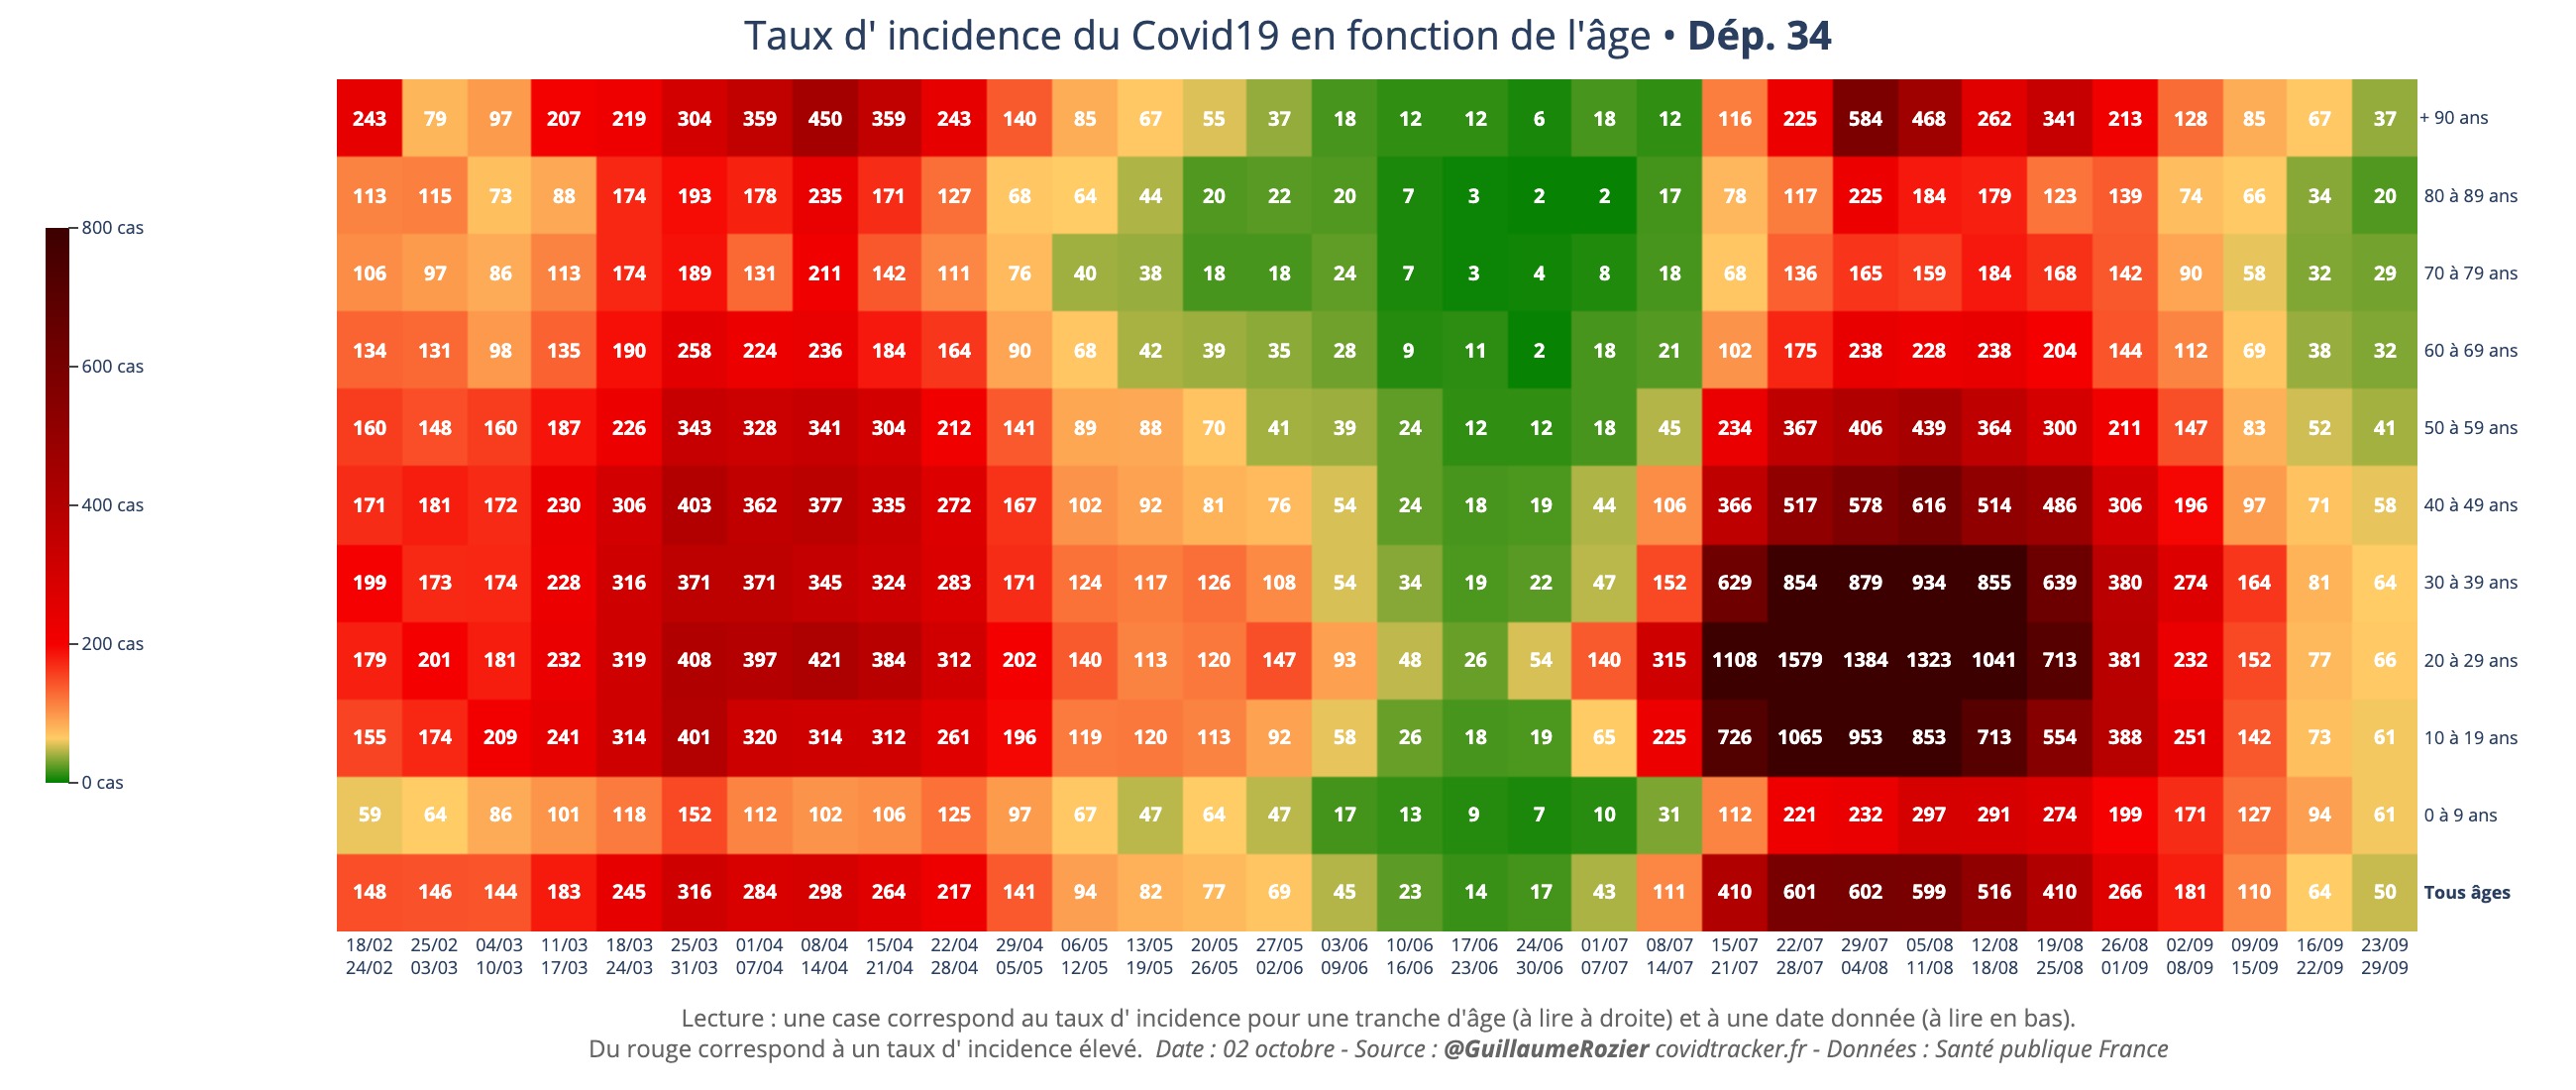 Taux d' incidence du Covid19 en fonction de l'âge • Dép. 34
800 cas
600 cas
400 cas
200 cas
0 cas
243 79 97 207 219 304 359 450 359 243 140 85 67 55 37 18 12 12 6 18 12 116 225 584 468 262 341 213 128 85 67 37 + 90 ans
113 115 73 88 174 193 178 235 171 127 68 64 44 20 22 20 7 3 2 2 17 78 117 225 184 179 123 139 74 66 34 20 80 à 89 ans
106 97 86 113 174 189 131 211 142 111 76 40 38 18 18 24 7 3 4 8 18 68 136 165 159 184 168 142 90 58 32 29 70 à 79 ans
134 131 98 135 190 258 224 236 184 164 90 68 42 39 35 28 9 11 2 18 21 102 175 238 228 238 204 144 112 69 38 32 60 à 69 ans
160 148 160 187 226 343 328 341 304 212 141 89 88 70 41 39 24 12 12 18 45 234 367 406 439 364 300 211 147 83 52 41 50 à 59 ans
171 181 172 230 306 403 362 377 335 272 167 102 92 81 76 54 24 18 19 44 106 366 517 578 616 514 486 306 196 97 71 58 40 à 49 ans
199 173 174 228 316 371 371 345 324 283 171 124 117 126 108 54 34 19 22 47 152 629 854 879 934 855 639 380 274 164 81 64 30 à 39 ans
179 201 181 232 319 408 397 421 384 312 202 140 113 120 147 93 48 26 54 140 315 1108 1579 1384 1323 1041 713 381 232 152 77 66 20 à 29 ans
155 174 209 241 314 401 320 314 312 261 196 119 120 113 92 58 26 18 19 65 225 726 1065 953 853 713 554 388 251 142 73 61 10 à 19 ans
59 64 86 101 118 152 112 102 106 125 97 67 47 64 47 17 13 9 7 10 31 112 221 232 297 291 274 199 171 127 94 61 0 à 9 ans
148 146 144 183 245 316 284 298 264 217 141 94 82 77 69 45 23 14 17 43 111 410 601 602 599 516 410 266 181 110 64 50 Tous âges
18/02 25/02 04/03 11/03 18/03 25/03 01/04 08/04 15/04 22/04 29/04 06/05 13/05 20/05 27/05 03/06 10/06 17/06 24/06 01/07 08/07 15/07 22/07 29/07 05/08 12/08 19/08 26/08 02/09 09/09 16/09 23/09
24/02 03/03 10/03 17/03 24/03 31/03 07/04 14/04 21/04 28/04 05/05 12/05 19/05 26/05 02/06 09/06 16/06 23/06 30/06 07/07 14/07 21/07 28/07 04/08 11/08 18/08 25/08 01/09 08/09 15/09 22/09 29/09
Lecture : une case correspond au taux d' incidence pour une tranche d'âge (à lire à droite) et à une date donnée (à lire en bas).
Du rouge correspond à un taux d' incidence élevé. Date : 02 octobre - Source : @GuillaumeRozier covidtracker.fr - Données : Santé publique France